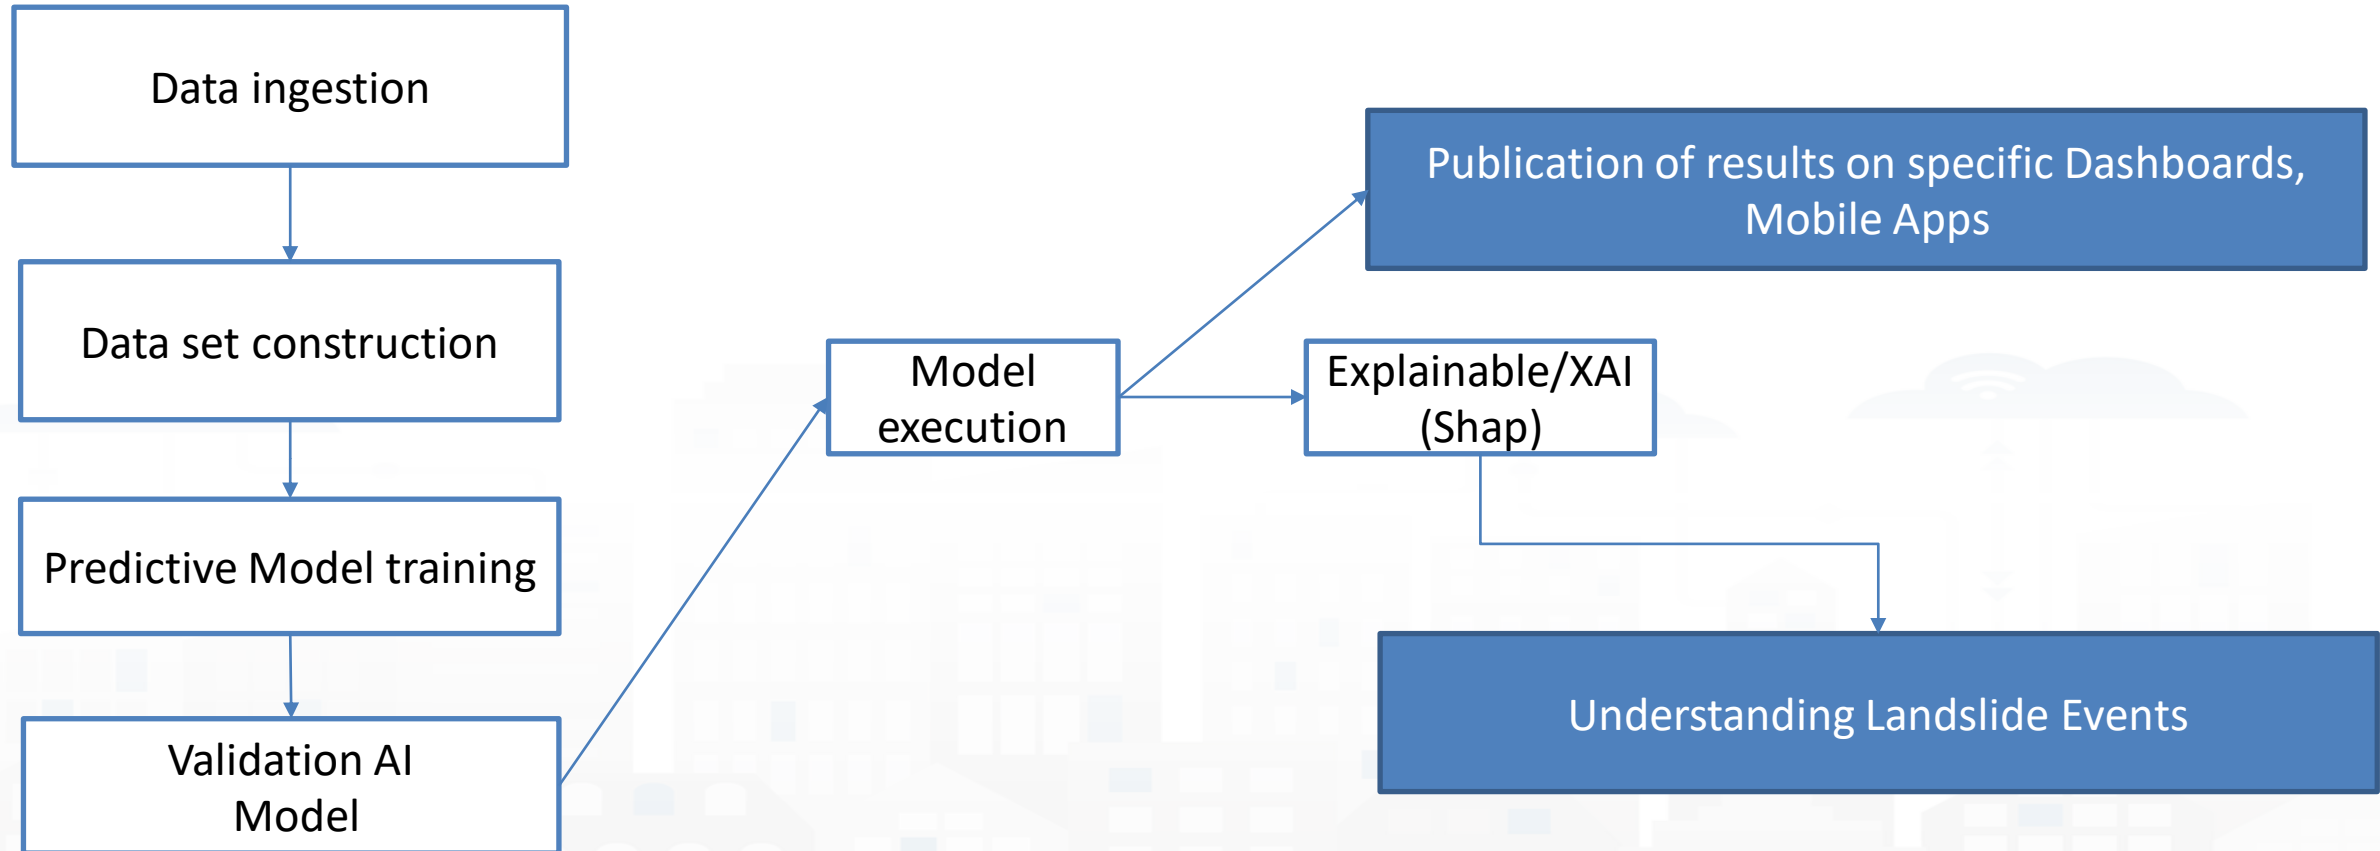 Data ingestion
Data set construction
Predictive Model training
Validation AI
Model
Model
execution
Explainable/XAI
(Shap)
Publication of results on specific Dashboards,
Mobile Apps
Understanding Landslide Events